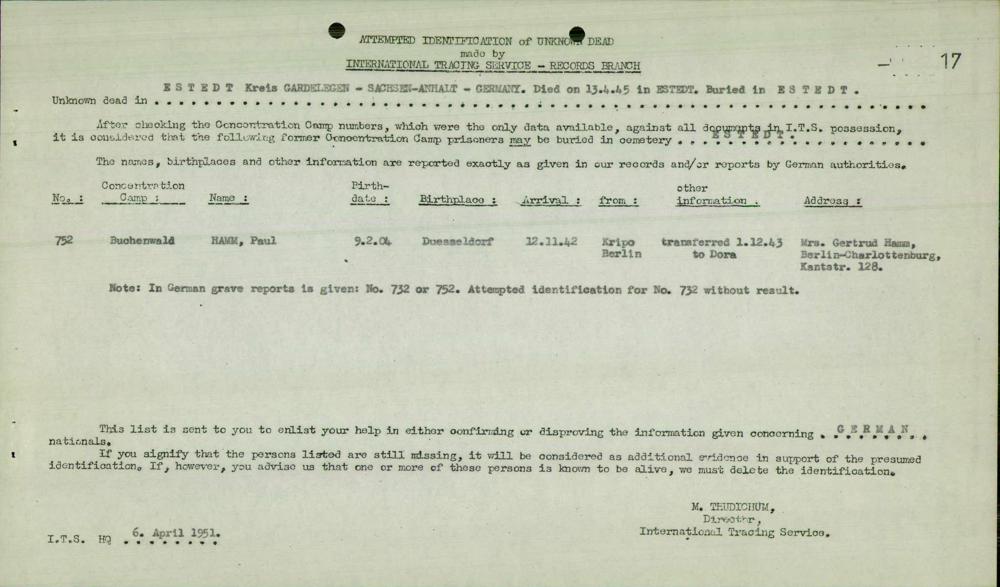 ATTEMPTED IDENTIFICATION of UNKNOWN DEAD
made by
INTERNATIONAL TRACING SERVICE - RECORDS BRANCH
17
E S T E D T Kreis GARDELEGEN - SACHSEN-ANHALT - GERMANY. Died on 13.4.45 in ESTEDT. Buried in E S T E D T .
Unknown dead in
After checking the Concentration Camp numbers, which were the only data available, against all documents in I.T.S. possession,
it is considered that the following former Concentration Camp prisoners may be buried in cemetery E S T E D T .
The names, birthplaces and other information are reported exactly as given in our records and/or reports by German authorities.
No. : Concentration Camp : Name : Birth-date : Birthplace : Arrival : from : other information : Address :
752 Buchenwald HAMM, Paul 9.2.04 Duesseldorf 12.11.42 Kripo transferred 1.12.43 Mrs. Gertrud Hamm,
Berlin to Dora Berlin-Charlottenburg,
Kantstr. 128.
Note: In German grave reports is given: No. 732 or 752. Attempted identification for No. 732 without result.
This list is sent to you to enlist your help in either confirming or disproving the information given concerning G E R M A N
nationals.
If you signify that the persons listed are still missing, it will be considered as additional evidence in support of the presumed
identification. If, however, you advise us that one or more of these persons is known to be alive, we must delete the identification.
M. THUDICHUM,
Director,
International Tracing Service.
I.T.S. HQ 6. April 1951.